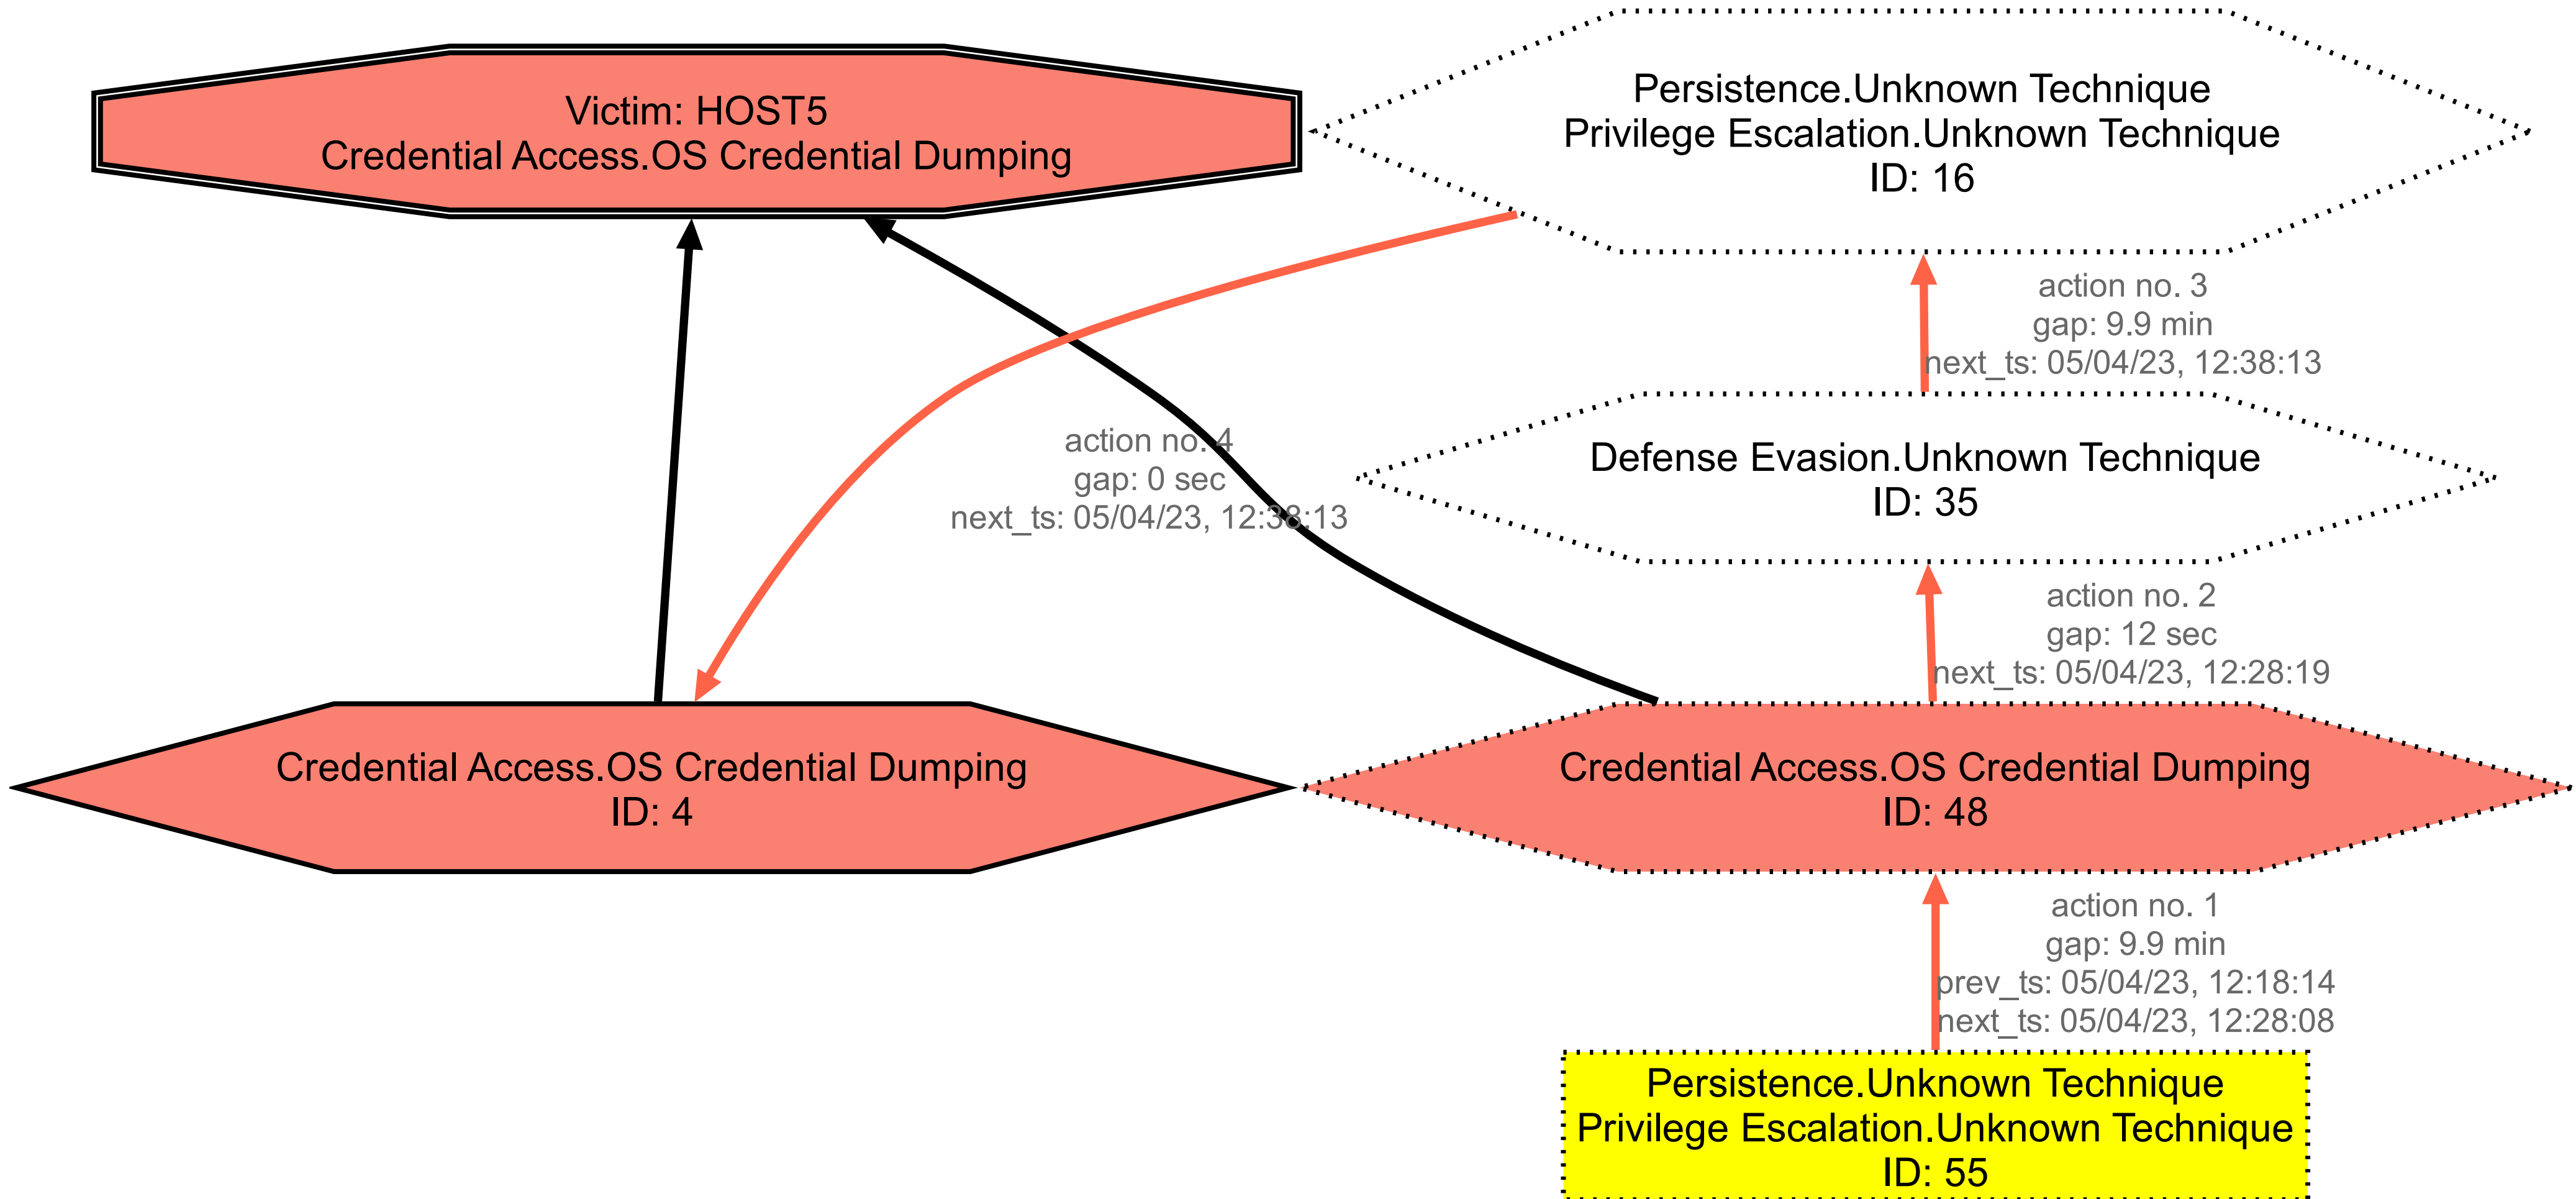 Victim: HOST5
Credential Access.OS Credential Dumping
Persistence.Unknown Technique
Privilege Escalation.Unknown Technique
ID: 16
action no. 3
gap: 9.9 min
next_ts: 05/04/23, 12:38:13
action no. 4
gap: 0 sec
next_ts: 05/04/23, 12:38:13
Defense Evasion.Unknown Technique
ID: 35
action no. 2
gap: 12 sec
next_ts: 05/04/23, 12:28:19
Credential Access.OS Credential Dumping
ID: 4
Credential Access.OS Credential Dumping
ID: 48
action no. 1
gap: 9.9 min
prev_ts: 05/04/23, 12:18:14
next_ts: 05/04/23, 12:28:08
Persistence.Unknown Technique
Privilege Escalation.Unknown Technique
ID: 55